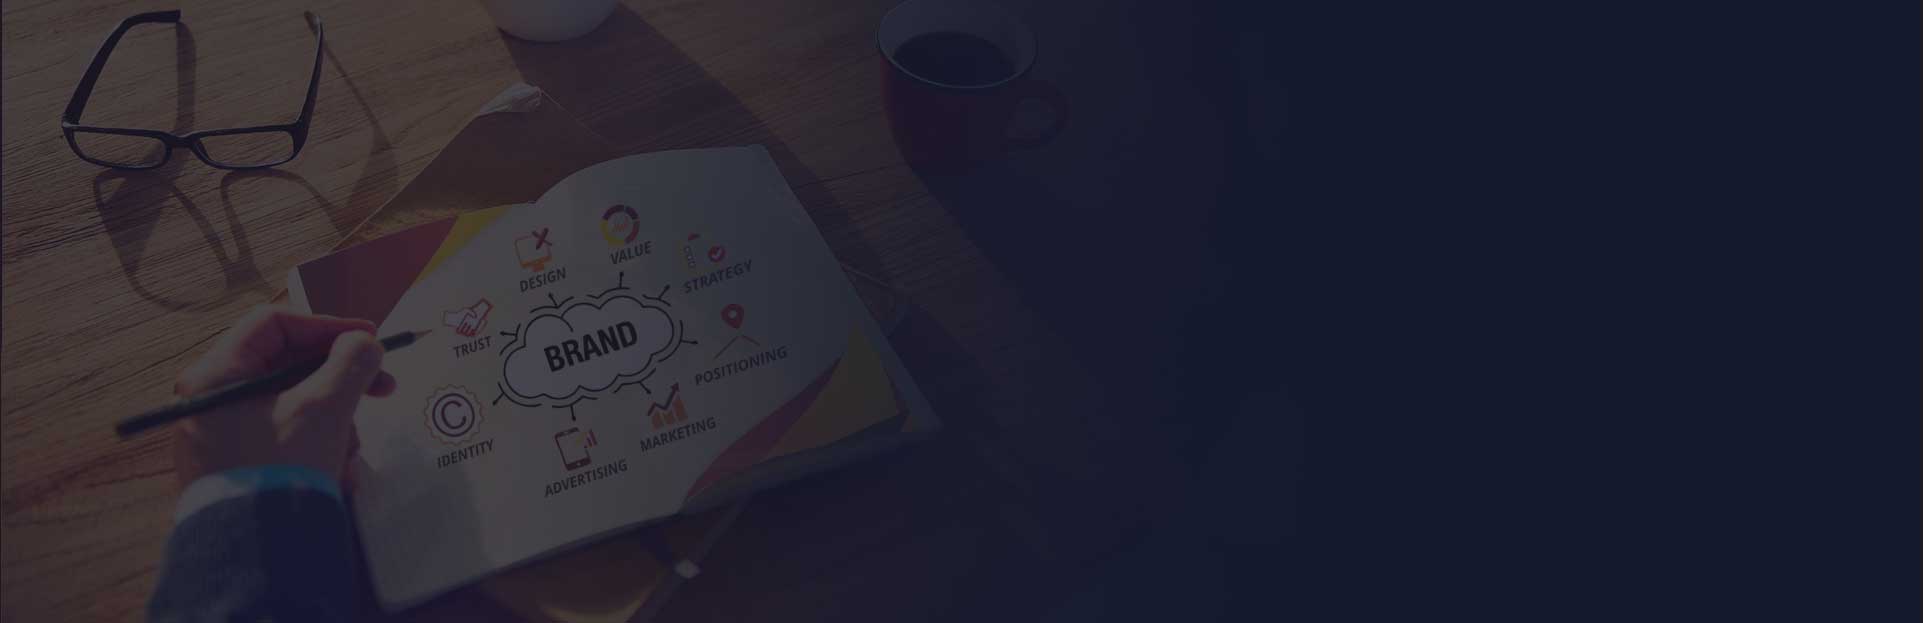 VALUE
DESIGN
STRATEGY
TRUST
BRAND
POSITIONING
IDENTITY
MARKETING
ADVERTISING